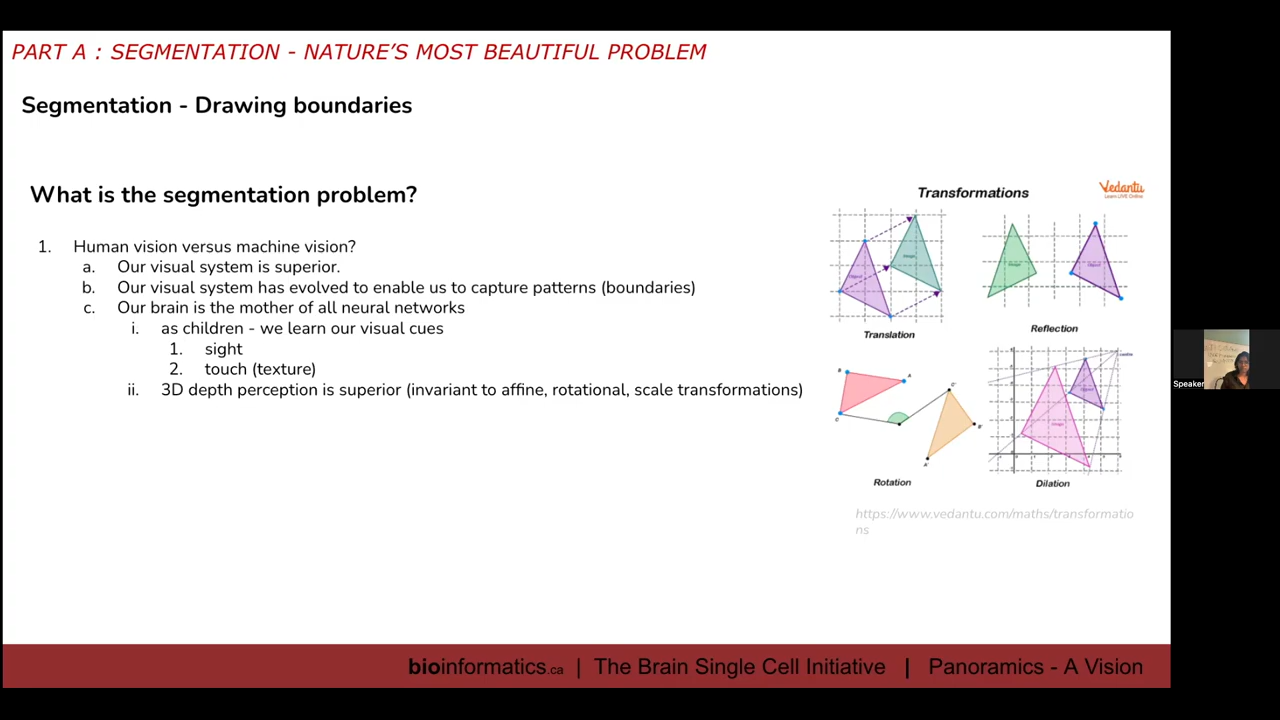 PART A : SEGMENTATION - NATURE'S MOST BEAUTIFUL PROBLEM
Segmentation - Drawing boundaries
What is the segmentation problem?
1. Human vision versus machine vision?
a. Our visual system is superior.
b. Our visual system has evolved to enable us to capture patterns (boundaries)
c. Our brain is the mother of all neural networks
i. as children - we learn our visual cues
1. sight
2. touch (texture)
ii. 3D depth perception is superior (invariant to affine, rotational, scale transformations)
Transformations
Vedantu
Learn LIVE Online
Translation
Reflection
Rotation
Dilation
https://www.vedantu.com/maths/transformatio
ns
Speaker
bioinformatics.ca | The Brain Single Cell Initiative | Panoramics - A Vision